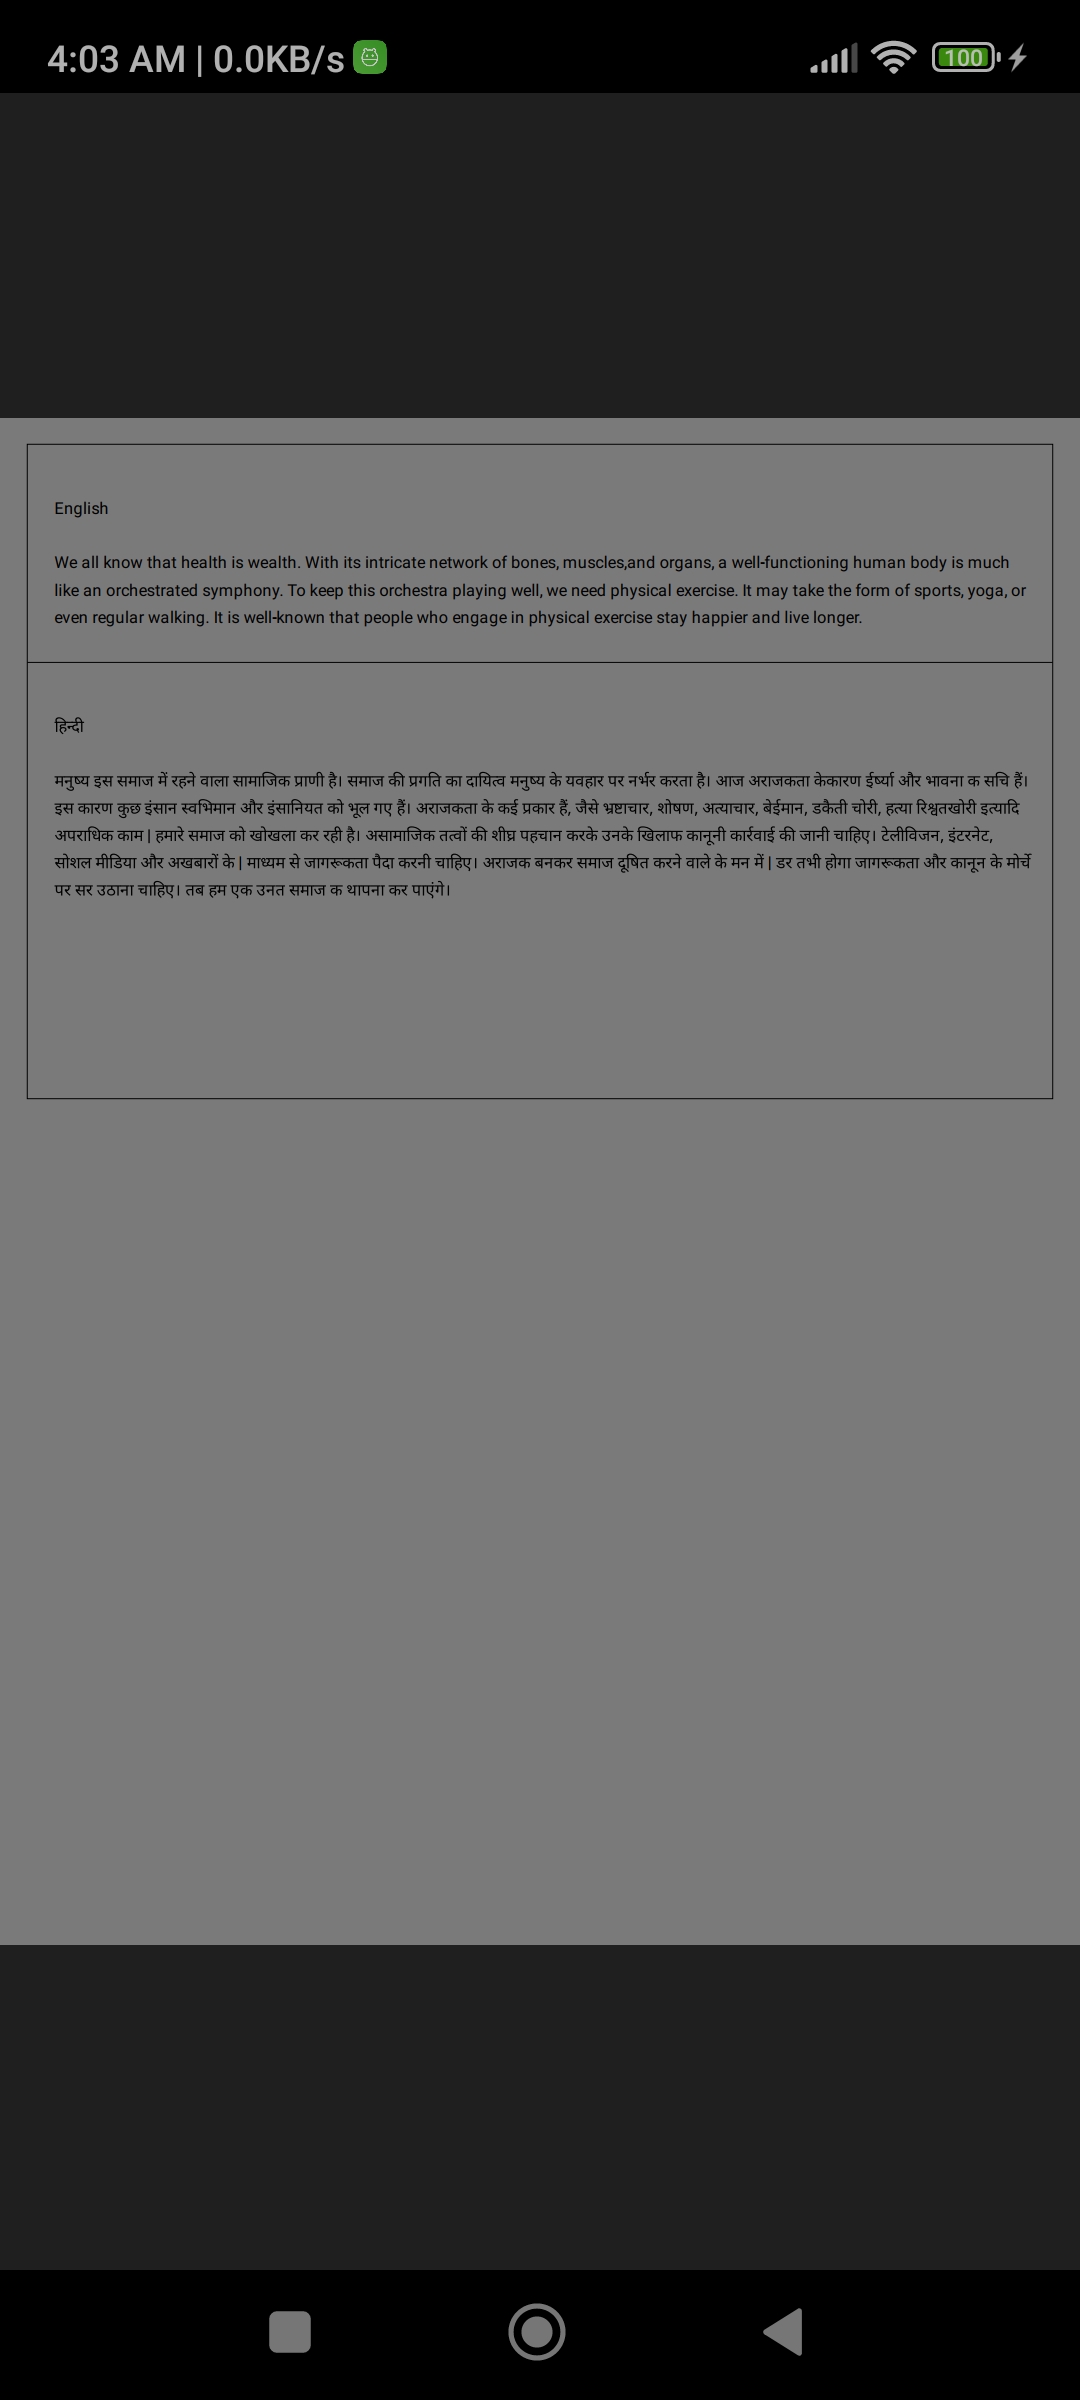 4:03 AM | 0.0KB/s
100
English
We all know that health is wealth. With its intricate network of bones, muscles,and organs, a well-functioning human body is much
like an orchestrated symphony. To keep this orchestra playing well, we need physical exercise. It may take the form of sports, yoga, or
even regular walking. It is well-known that people who engage in physical exercise stay happier and live longer.
हिन्दी
मनुष्य इस समाज में रहने वाला सामाजिक प्राणी है। समाज की प्रगति का दायित्व मनुष्य के यवहार पर नर्भर करता है। आज अराजकता केकारण ईर्ष्या और भावना क सचि हैं।
इस कारण कुछ इंसान स्वभिमान और इंसानियत को भूल गए हैं। अराजकता के कई प्रकार हैं, जैसे भ्रष्टाचार, शोषण, अत्याचार, बेईमान, डकैती चोरी, हत्या रिश्वतखोरी इत्यादि
अपराधिक काम | हमारे समाज को खोखला कर रही है। असामाजिक तत्वों की शीघ्र पहचान करके उनके खिलाफ कानूनी कार्रवाई की जानी चाहिए। टेलीविजन, इंटरनेट,
सोशल मीडिया और अखबारों के | माध्यम से जागरूकता पैदा करनी चाहिए। अराजक बनकर समाज दूषित करने वाले के मन में | डर तभी होगा जागरूकता और कानून के मोर्चे
पर सर उठाना चाहिए। तब हम एक उनत समाज क थापना कर पाएंगे।